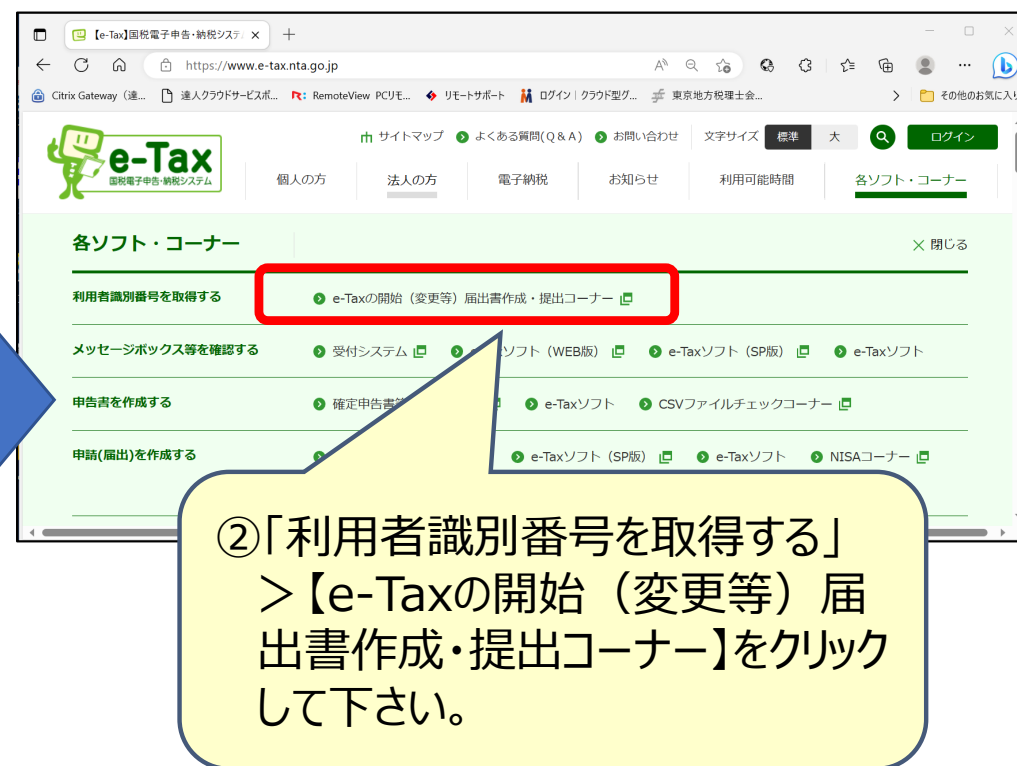 【e-Tax】国税電子申告・納税システ
https://www.e-tax.nta.go.jp
Citrix Gateway（達... 達人クラウドサービスポ... RemoteView PCリモ... リモートサポート ログイン | クラウド型グ... 東京地方税理士会... その他のお気に入り
サイトマップ よくある質問(Q＆A) お問い合わせ 文字サイズ 標準 大 ログイン
e-Tax
国税電子申告・納税システム
個人の方 法人の方 電子納税 お知らせ 利用可能時間 各ソフト・コーナー
各ソフト・コーナー 閉じる
利用者識別番号を取得する e-Taxの開始（変更等）届出書作成・提出コーナー
メッセージボックス等を確認する 受付システム ソフト（WEB版） e-Taxソフト（SP版） e-Taxソフト
申告書を作成する 確定申告書 e-Taxソフト CSVファイルチェックコーナー
申請(届出)を作成する e-Taxソフト（SP版） e-Taxソフト NISAコーナー
②「利用者識別番号を取得する」
＞【e-Taxの開始（変更等）届
出書作成・提出コーナー】をクリック
して下さい。